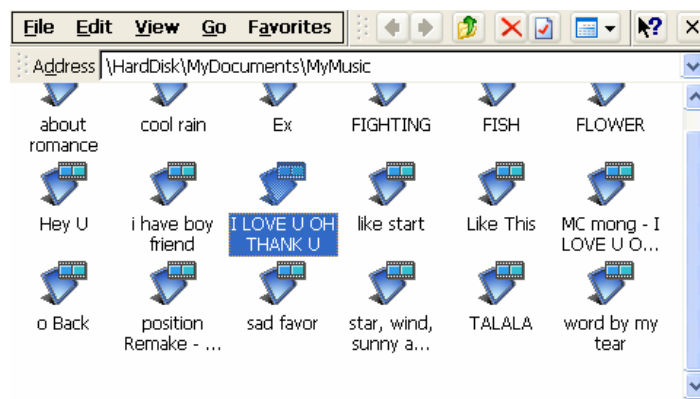 File Edit View Go Favorites
Address \HardDisk\MyDocuments\MyMusic
about romance
cool rain
Ex
FIGHTING
FISH
FLOWER
Hey U
i have boy friend
I LOVE U OH THANK U
like start
Like This
MC mong - I LOVE U O...
o Back
position Remake - ...
sad favor
star, wind, sunny a...
TALALA
word by my tear